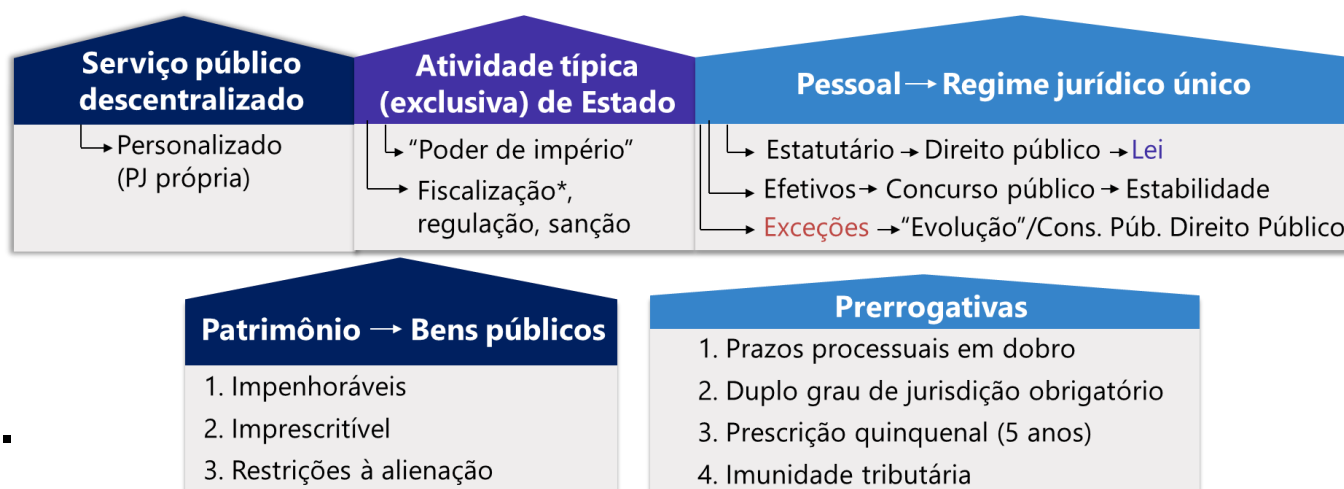 Serviço público
descentralizado
→ Personalizado
(PJ própria)
Atividade típica
(exclusiva) de Estado
→ “Poder de império”
→ Fiscalização*,
regulação, sanção
Pessoal → Regime jurídico único
→ Estatutário → Direito público → Lei
→ Efetivos → Concurso público → Estabilidade
→ Exceções → “Evolução”/Cons. Púb. Direito Público
Patrimônio → Bens públicos
1. Impenhoráveis
2. Imprescritível
3. Restrições à alienação
Prerrogativas
1. Prazos processuais em dobro
2. Duplo grau de jurisdição obrigatório
3. Prescrição quinquenal (5 anos)
4. Imunidade tributária